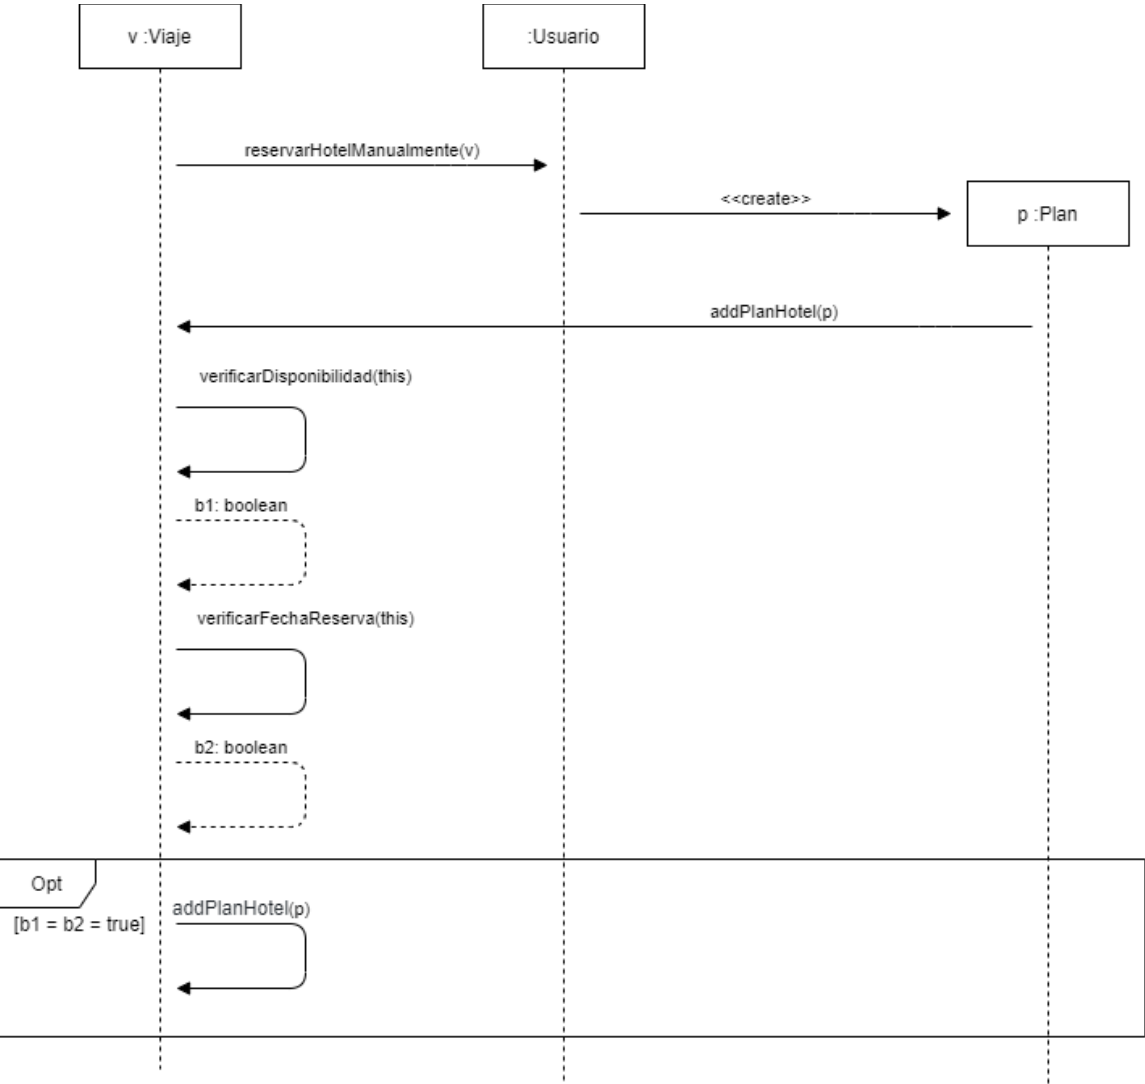 v :Viaje
:Usuario
reservarHotelManualmente(v)
<<create>>
p :Plan
addPlanHotel(p)
verificarDisponibilidad(this)
b1: boolean
verificarFechaReserva(this)
b2: boolean
Opt
addPlanHotel(p)
[b1 = b2 = true]